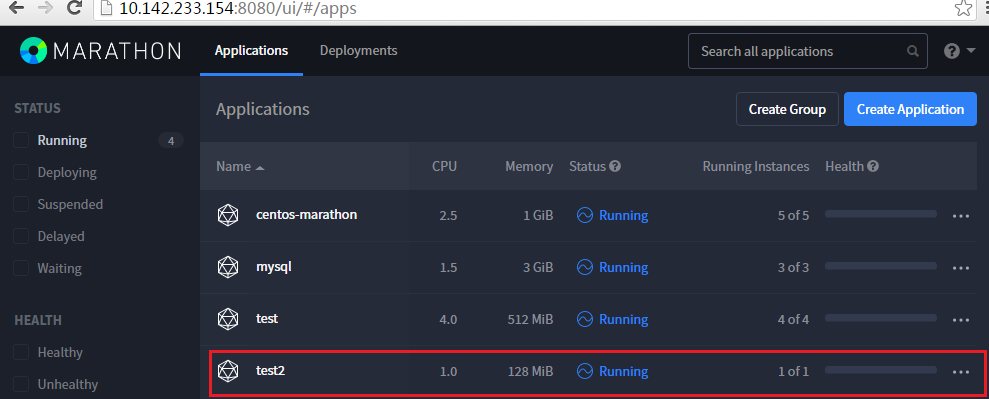 10.142.233.154:8080/ui/#/apps
MARATHON
Applications
Deployments
Search all applications
?
STATUS
Running 4
Deploying
Suspended
Delayed
Waiting
HEALTH
Healthy
Unhealthy
Applications
Create Group
Create Application
Name CPU Memory Status ? Running Instances Health ?
centos-marathon 2.5 1 GiB Running 5 of 5 ...
mysql 1.5 3 GiB Running 3 of 3 ...
test 4.0 512 MiB Running 4 of 4 ...
test2 1.0 128 MiB Running 1 of 1 ...